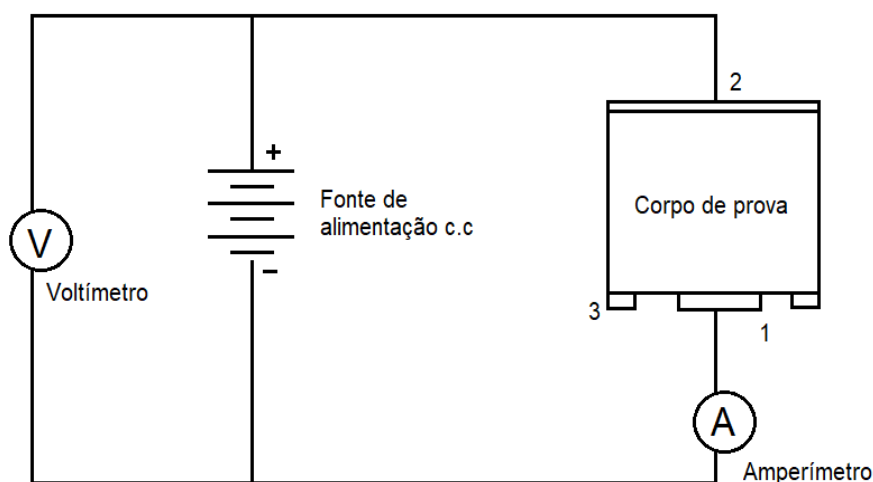 2
+
Fonte de
alimentação c.c
Corpo de prova
V
−
Voltímetro
3
1
A
Amperímetro